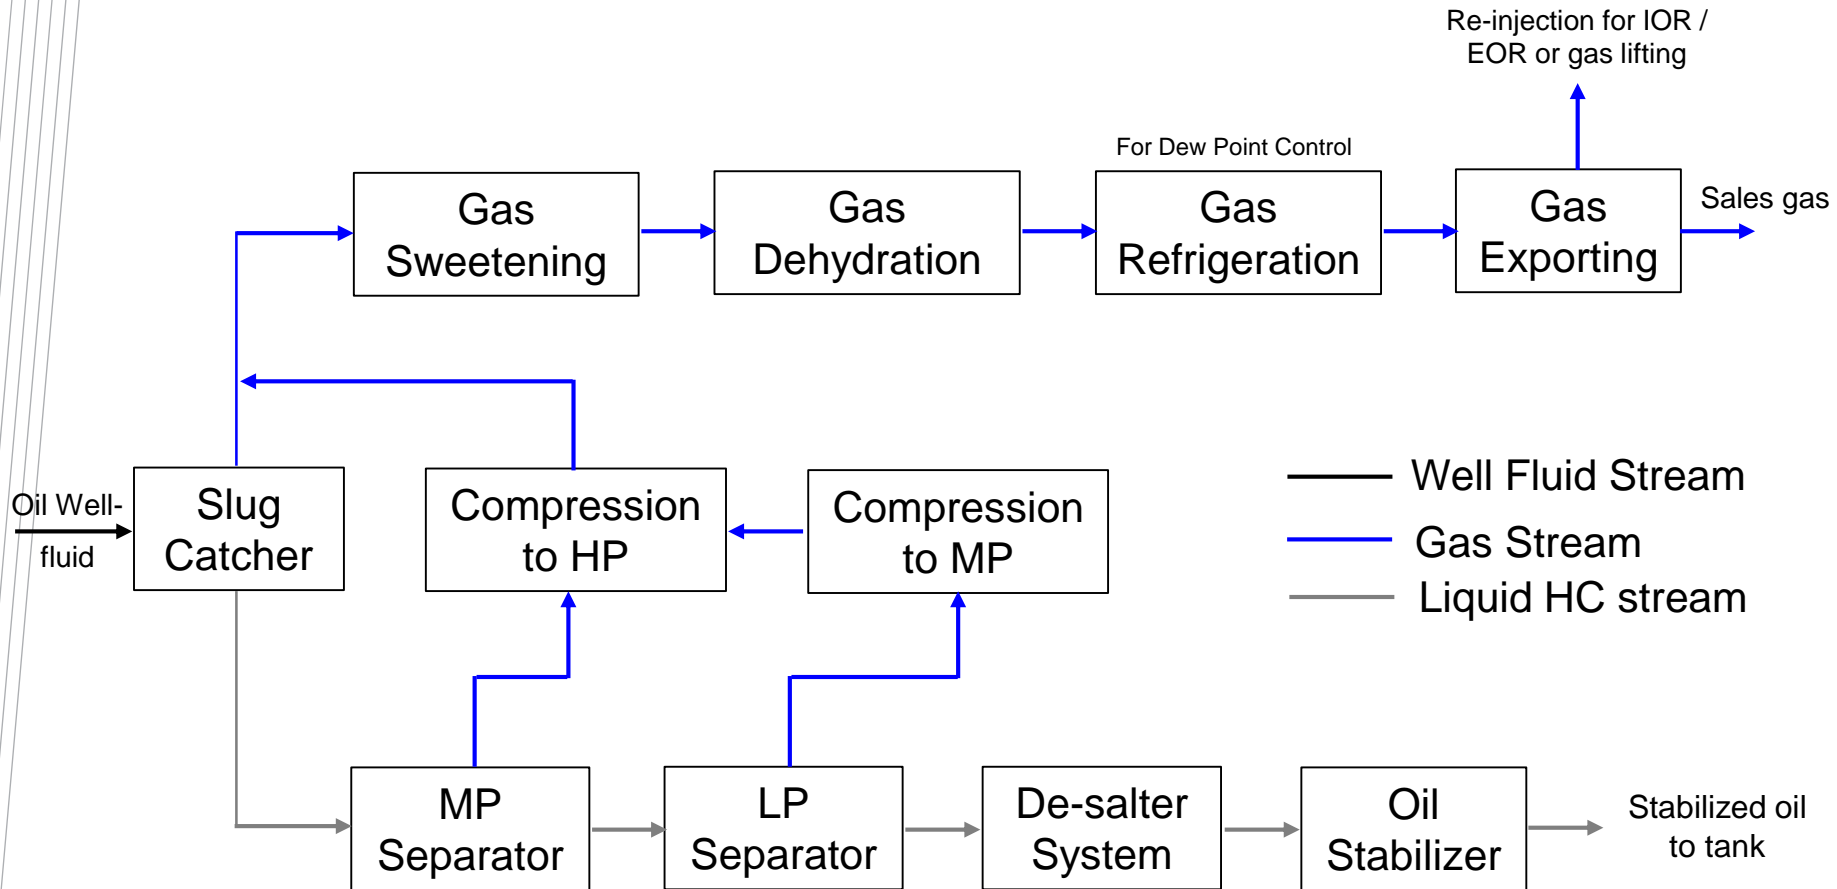 Re-injection for IOR /
EOR or gas lifting
For Dew Point Control
Gas
Sweetening
Gas
Dehydration
Gas
Refrigeration
Gas
Exporting
Sales gas
Oil Well-
fluid
Slug
Catcher
Compression
to HP
Compression
to MP
Well Fluid Stream
Gas Stream
Liquid HC stream
MP
Separator
LP
Separator
De-salter
System
Oil
Stabilizer
Stabilized oil
to tank